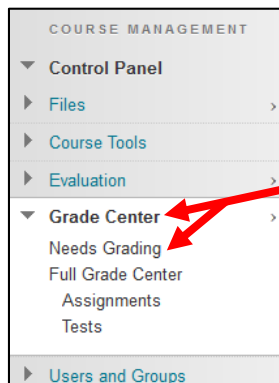 COURSE MANAGEMENT
Control Panel
Files
Course Tools
Evaluation
Grade Center
Needs Grading
Full Grade Center
Assignments
Tests
Users and Groups